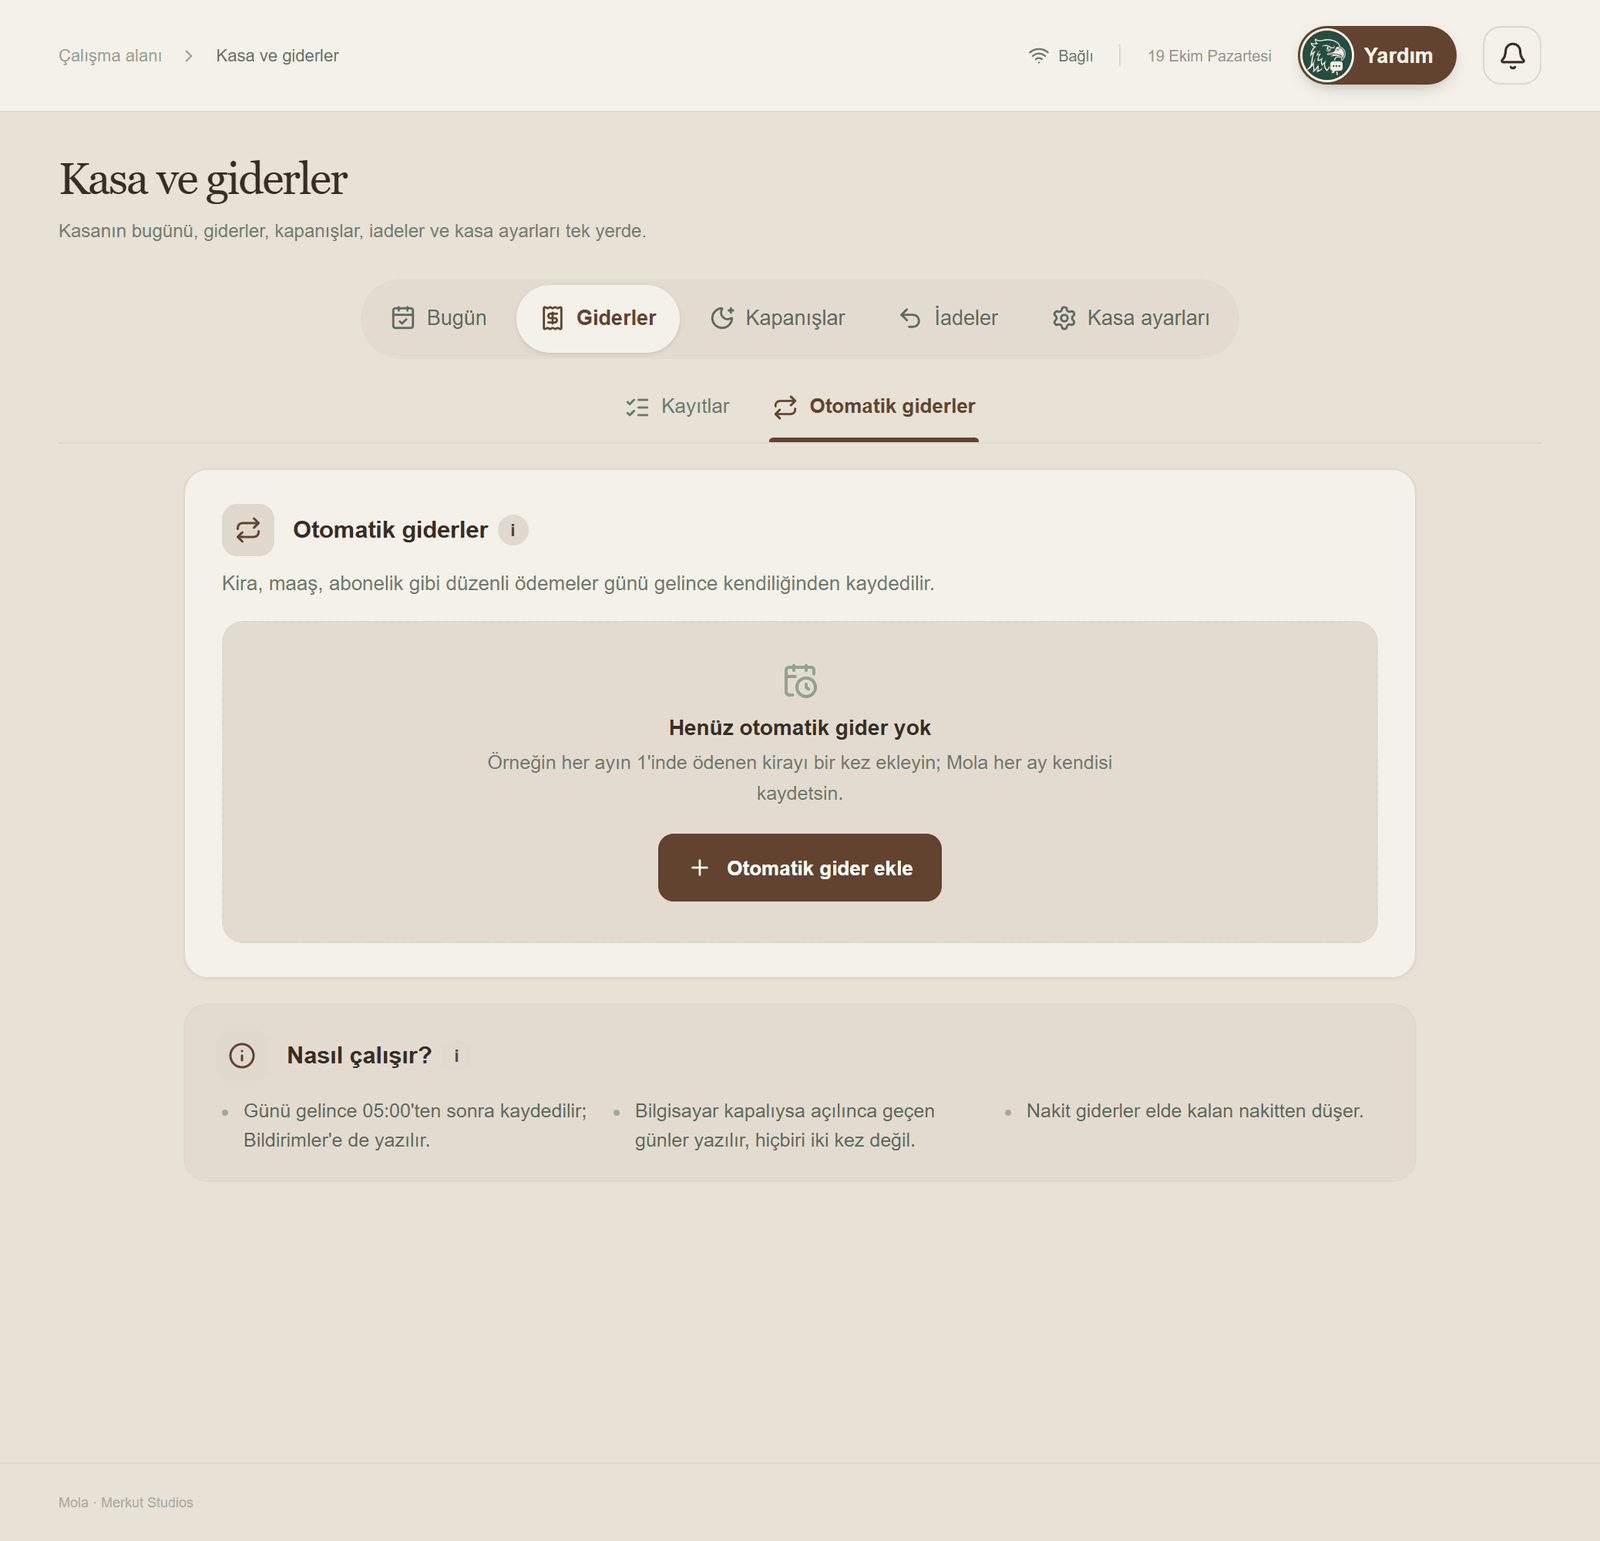 Çalışma alanı
Kasa ve giderler
Bağlı
19 Ekim Pazartesi
Yardım
Kasa ve giderler
Kasanın bugünü, giderler, kapanışlar, iadeler ve kasa ayarları tek yerde.
Bugün
Giderler
Kapanışlar
İadeler
Kasa ayarları
Kayıtlar
Otomatik giderler
Otomatik giderler
i
Kira, maaş, abonelik gibi düzenli ödemeler günü gelince kendiliğinden kaydedilir.
Henüz otomatik gider yok
Örneğin her ayın 1'inde ödenen kirayı bir kez ekleyin; Mola her ay kendisi
kaydetsin.
Otomatik gider ekle
Nasıl çalışır?
i
Günü gelince 05:00'ten sonra kaydedilir;
Bildirimler'e de yazılır.
Bilgisayar kapalıysa açılınca geçen
günler yazılır, hiçbiri iki kez değil.
Nakit giderler elde kalan nakitten düşer.
Mola · Merkut Studios